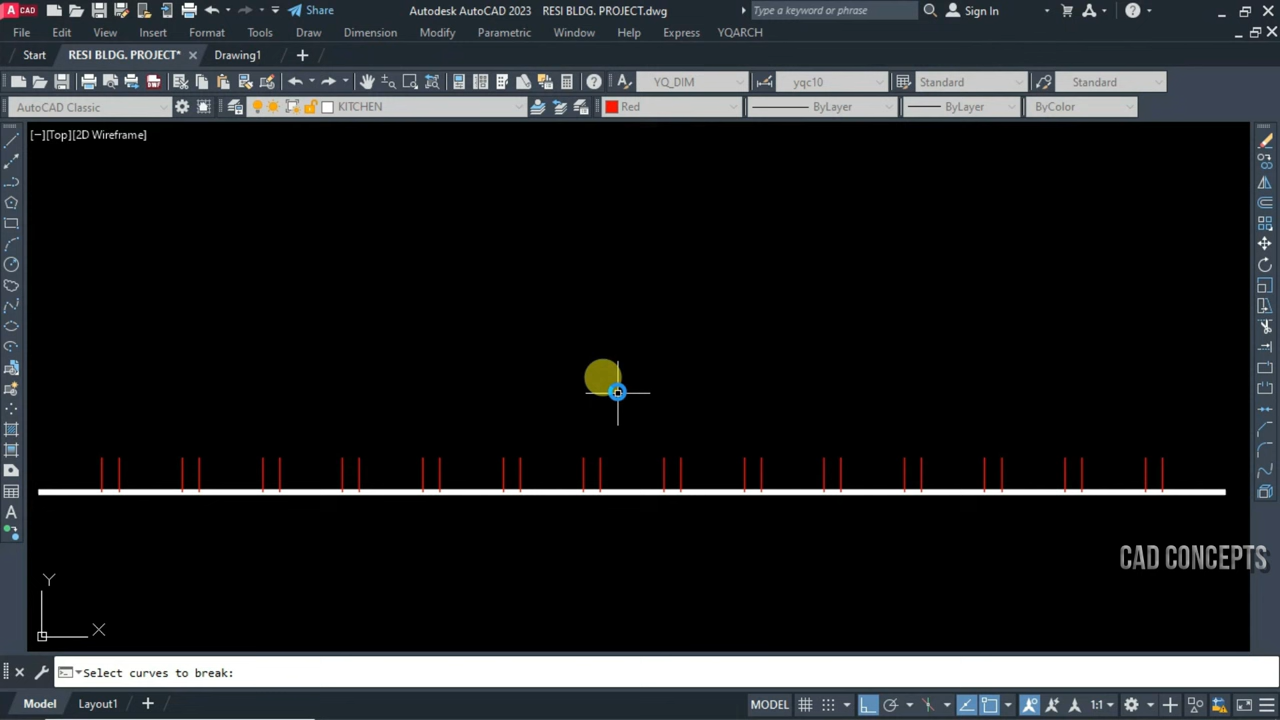 CAD
Share
Autodesk AutoCAD 2023 RESI BLDG. PROJECT.dwg
Type a keyword or phrase
Sign In
File Edit View Insert Format Tools Draw Dimension Modify Parametric Window Help Express YQARCH
Start RESI BLDG. PROJECT* Drawing1
YQ_DIM yqc10 Standard Standard
AutoCAD Classic KITCHEN Red ByLayer ByLayer ByColor
[−][Top][2D Wireframe]
CAD CONCEPTS
Y
X
Select curves to break:
Model Layout1 MODEL 1:1